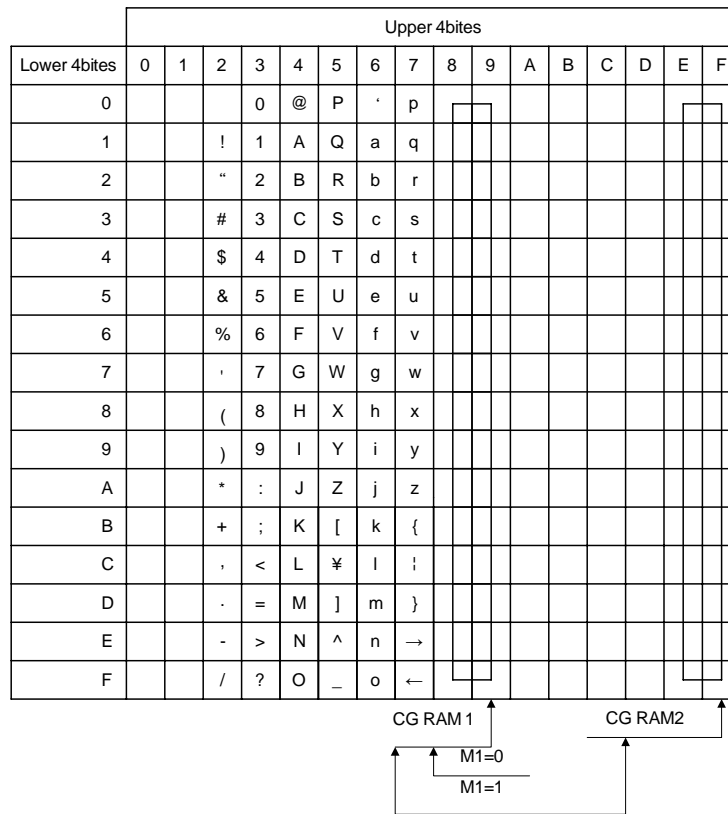 Upper 4bites
Lower 4bites 0 1 2 3 4 5 6 7 8 9 A B C D E F
0 0 @ P ‘ p
1 ! 1 A Q a q
2 “ 2 B R b r
3 # 3 C S c s
4 $ 4 D T d t
5 & 5 E U e u
6 % 6 F V f v
7 ' 7 G W g w
8 ( 8 H X h x
9 ) 9 I Y i y
A * : J Z j z
B + ; K [ k {
C , < L ¥ l ¦
D · = M ] m }
E - > N ^ n →
F / ? O _ o ←
CG RAM 1 CG RAM2
M1=0
M1=1